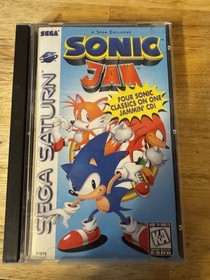 SEGA
A SEGA EXCLUSIVE
SONIC
JAM
FOUR SONIC
CLASSICS ON ONE
JAMMIN' CD!
SEGA SATURN
KA